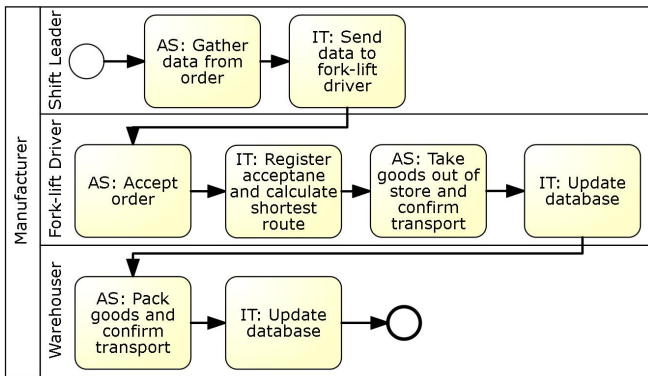 Manufacturer
Shift Leader
AS: Gather
data from
order
IT: Send
data to
fork-lift
driver
Fork-lift Driver
AS: Accept
order
IT: Register
acceptane
and calculate
shortest
route
AS: Take
goods out of
store and
confirm
transport
IT: Update
database
Warehouser
AS: Pack
goods and
confirm
transport
IT: Update
database